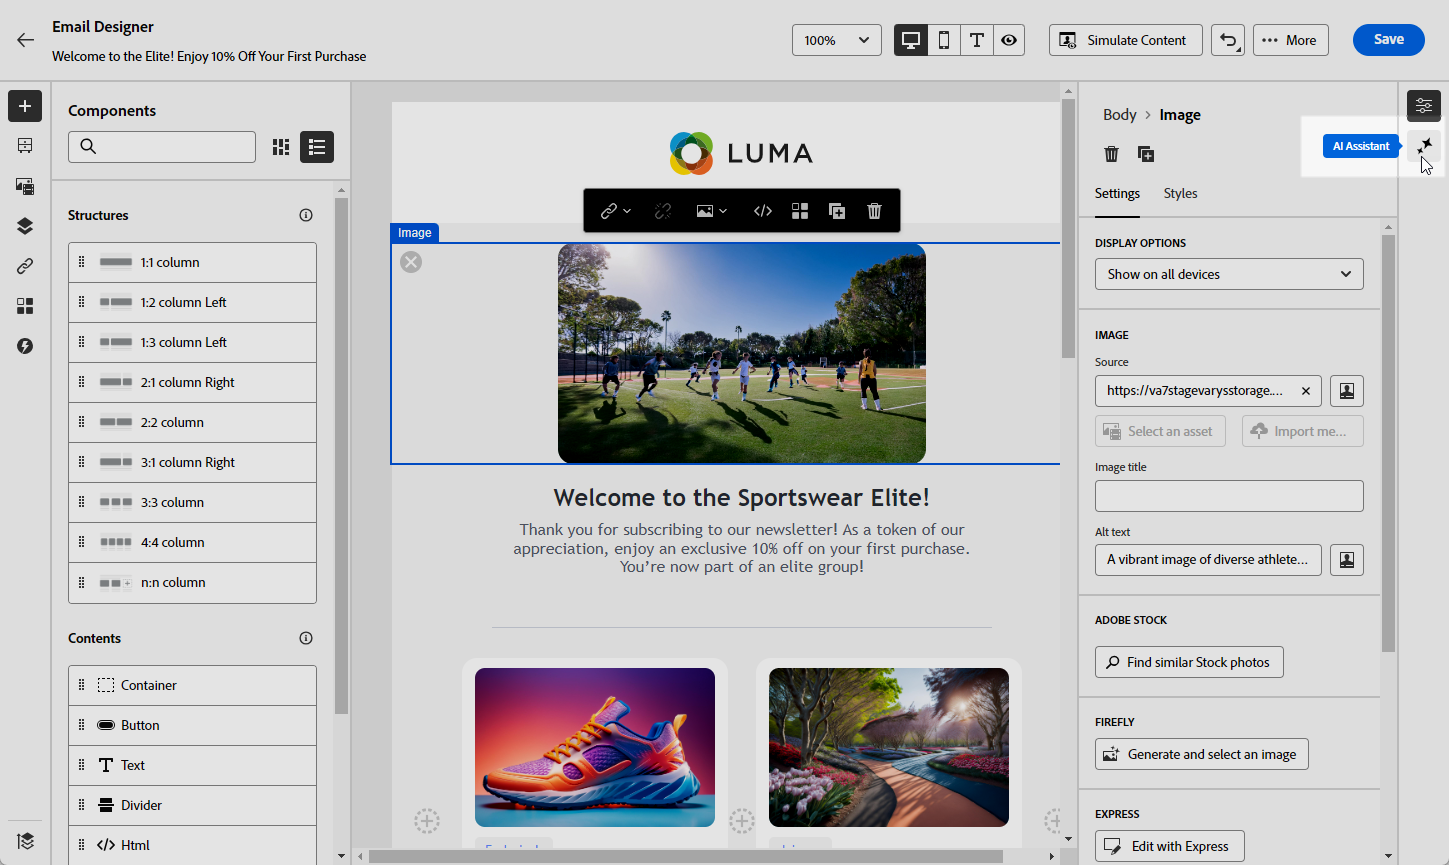 Email Designer
Welcome to the Elite! Enjoy 10% Off Your First Purchase
100%
Simulate Content
More
Save
Components
Structures
1:1 column
1:2 column Left
1:3 column Left
2:1 column Right
2:2 column
3:1 column Right
3:3 column
4:4 column
n:n column
Contents
Container
Button
Text
Divider
Html
LUMA
Image
Welcome to the Sportswear Elite!
Thank you for subscribing to our newsletter! As a token of our
appreciation, enjoy an exclusive 10% off on your first purchase.
You’re now part of an elite group!
Body > Image
AI Assistant
Settings Styles
DISPLAY OPTIONS
Show on all devices
IMAGE
Source
https://va7stagevarysstorage....
Select an asset
Import me...
Image title
Alt text
A vibrant image of diverse athlete...
ADOBE STOCK
Find similar Stock photos
FIREFLY
Generate and select an image
EXPRESS
Edit with Express